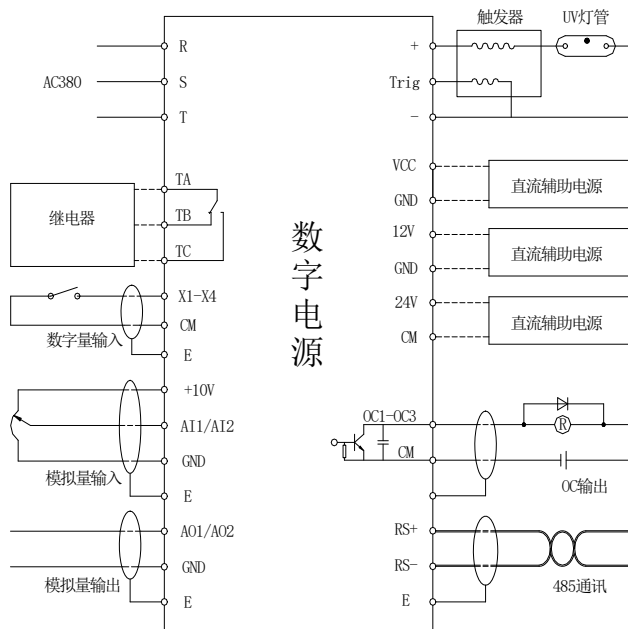 AC380
R
S
T
继电器
TA
TB
TC
X1-X4
CM
数字量输入
E
+10V
AI1/AI2
GND
模拟量输入
E
AO1/AO2
GND
模拟量输出
E
数字电源
触发器
UV灯管
+
Trig
-
VCC
直流辅助电源
GND
12V
直流辅助电源
GND
24V
直流辅助电源
CM
OC1-OC3
R
CM
OC输出
RS+
RS-
485通讯
E